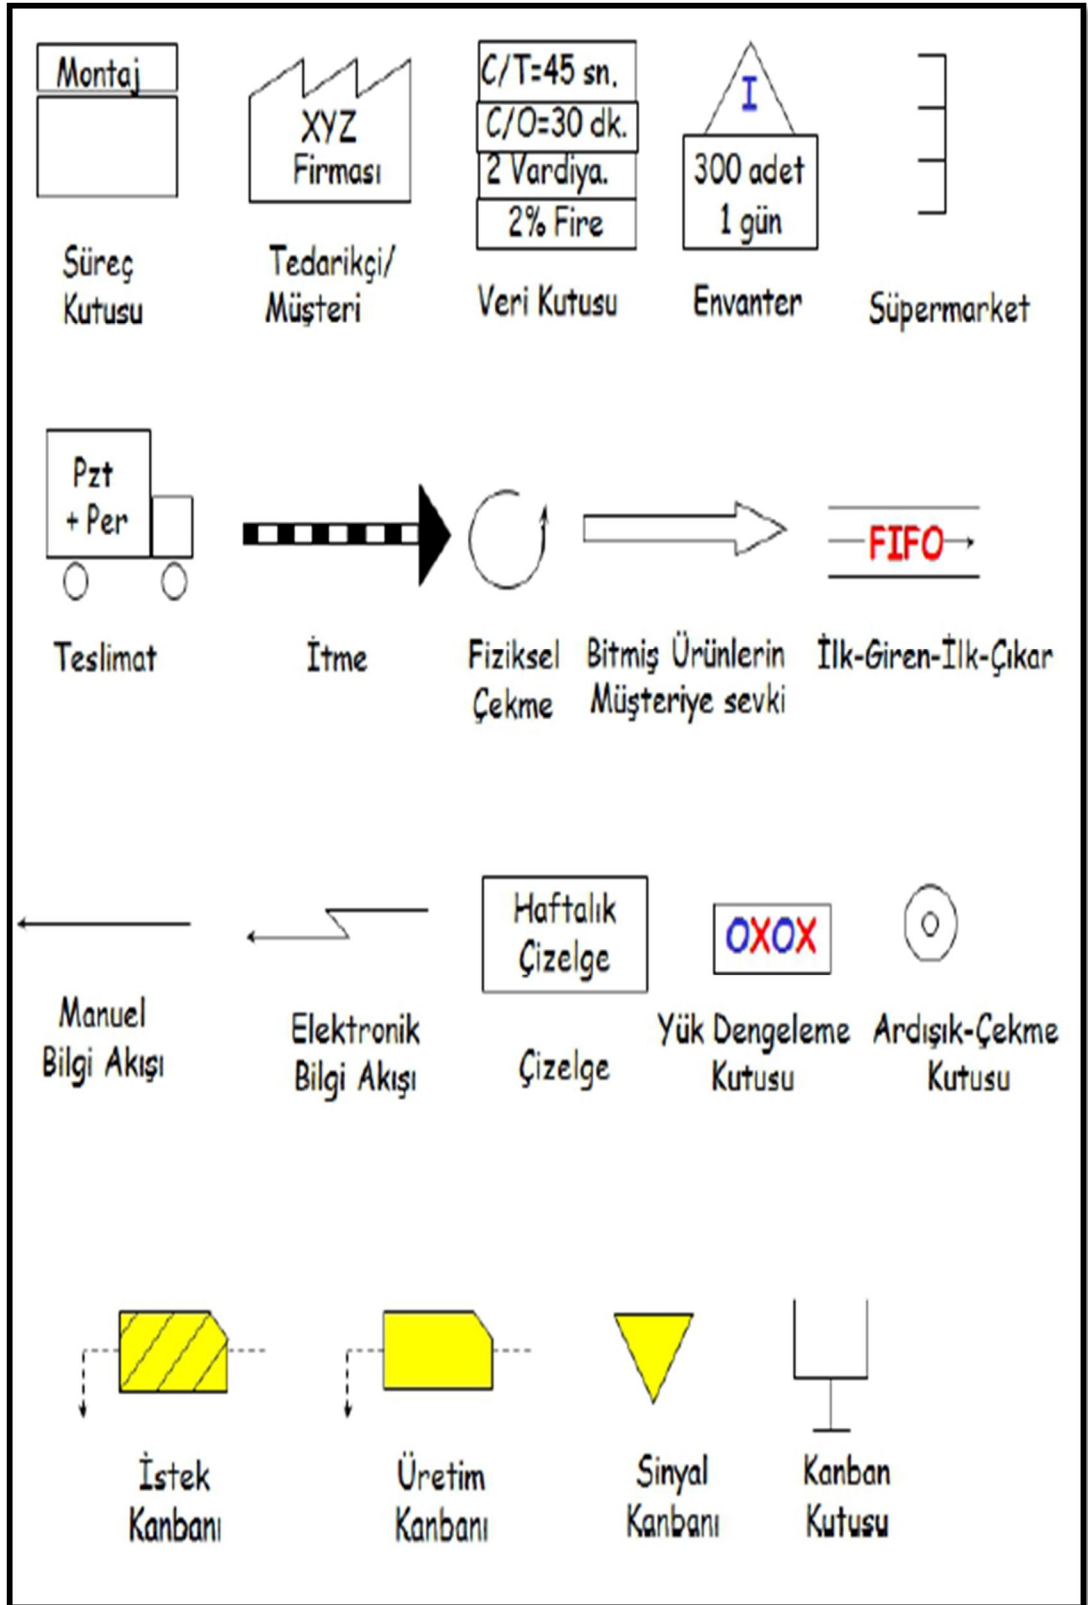 Montaj
XYZ
Firması
C/T=45 sn.
C/O=30 dk.
2 Vardiya.
2% Fire
I
300 adet
1 gün
Süreç
Kutusu
Tedarikçi/
Müşteri
Veri Kutusu
Envanter
Süpermarket
Pzt
+ Per
FIFO
Teslimat
İtme
Fiziksel
Çekme
Bitmiş Ürünlerin
Müşteriye sevki
İlk-Giren-İlk-Çıkar
Haftalık
Çizelge
OXOX
Manuel
Bilgi Akışı
Elektronik
Bilgi Akışı
Çizelge
Yük Dengeleme
Kutusu
Ardışık-Çekme
Kutusu
İstek
Kanbanı
Üretim
Kanbanı
Sinyal
Kanbanı
Kanban
Kutusu